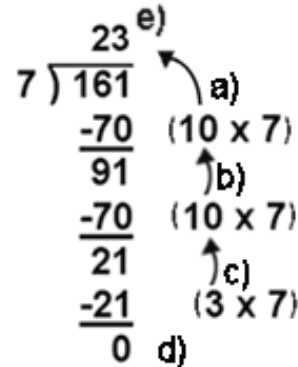 23 e)
7 ) 161 a)
-70 (10 x 7)
91 b)
-70 (10 x 7)
21 c)
-21 (3 x 7)
0 d)